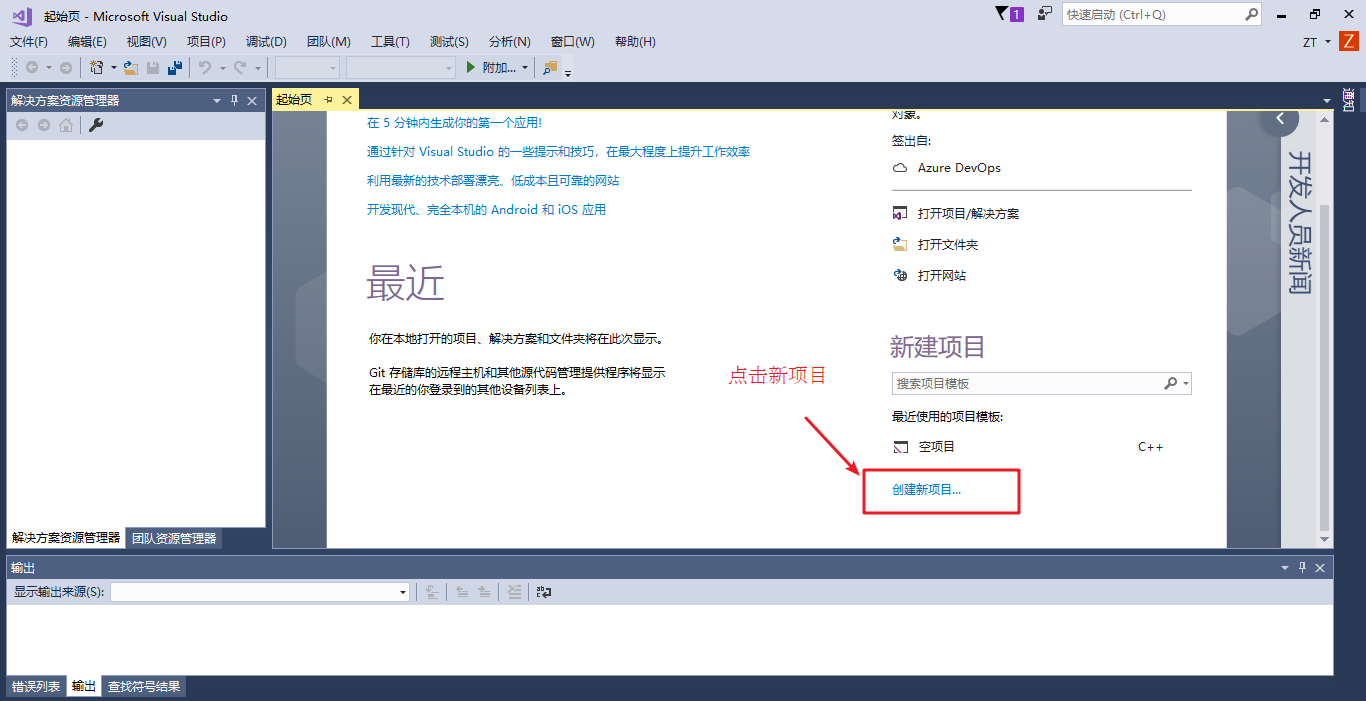 起始页 - Microsoft Visual Studio
1
快速启动 (Ctrl+Q)
文件(F) 编辑(E) 视图(V) 项目(P) 调试(D) 团队(M) 工具(T) 测试(S) 分析(N) 窗口(W) 帮助(H)
ZT
Z
附加...
解决方案资源管理器
起始页
通知
在 5 分钟内生成你的第一个应用!
通过针对 Visual Studio 的一些提示和技巧，在最大程度上提升工作效率
利用最新的技术部署漂亮、低成本且可靠的网站
开发现代、完全本机的 Android 和 iOS 应用
最近
你在本地打开的项目、解决方案和文件夹将在此次显示。
Git 存储库的远程主机和其他源代码管理提供程序将显示
在最近的你登录到的其他设备列表上。
点击新项目
对象。
签出自:
Azure DevOps
打开项目/解决方案
打开文件夹
打开网站
新建项目
搜索项目模板
最近使用的项目模板:
空项目 C++
创建新项目...
开发人员新闻
解决方案资源管理器 团队资源管理器
输出
显示输出来源(S):
错误列表 输出 查找符号结果